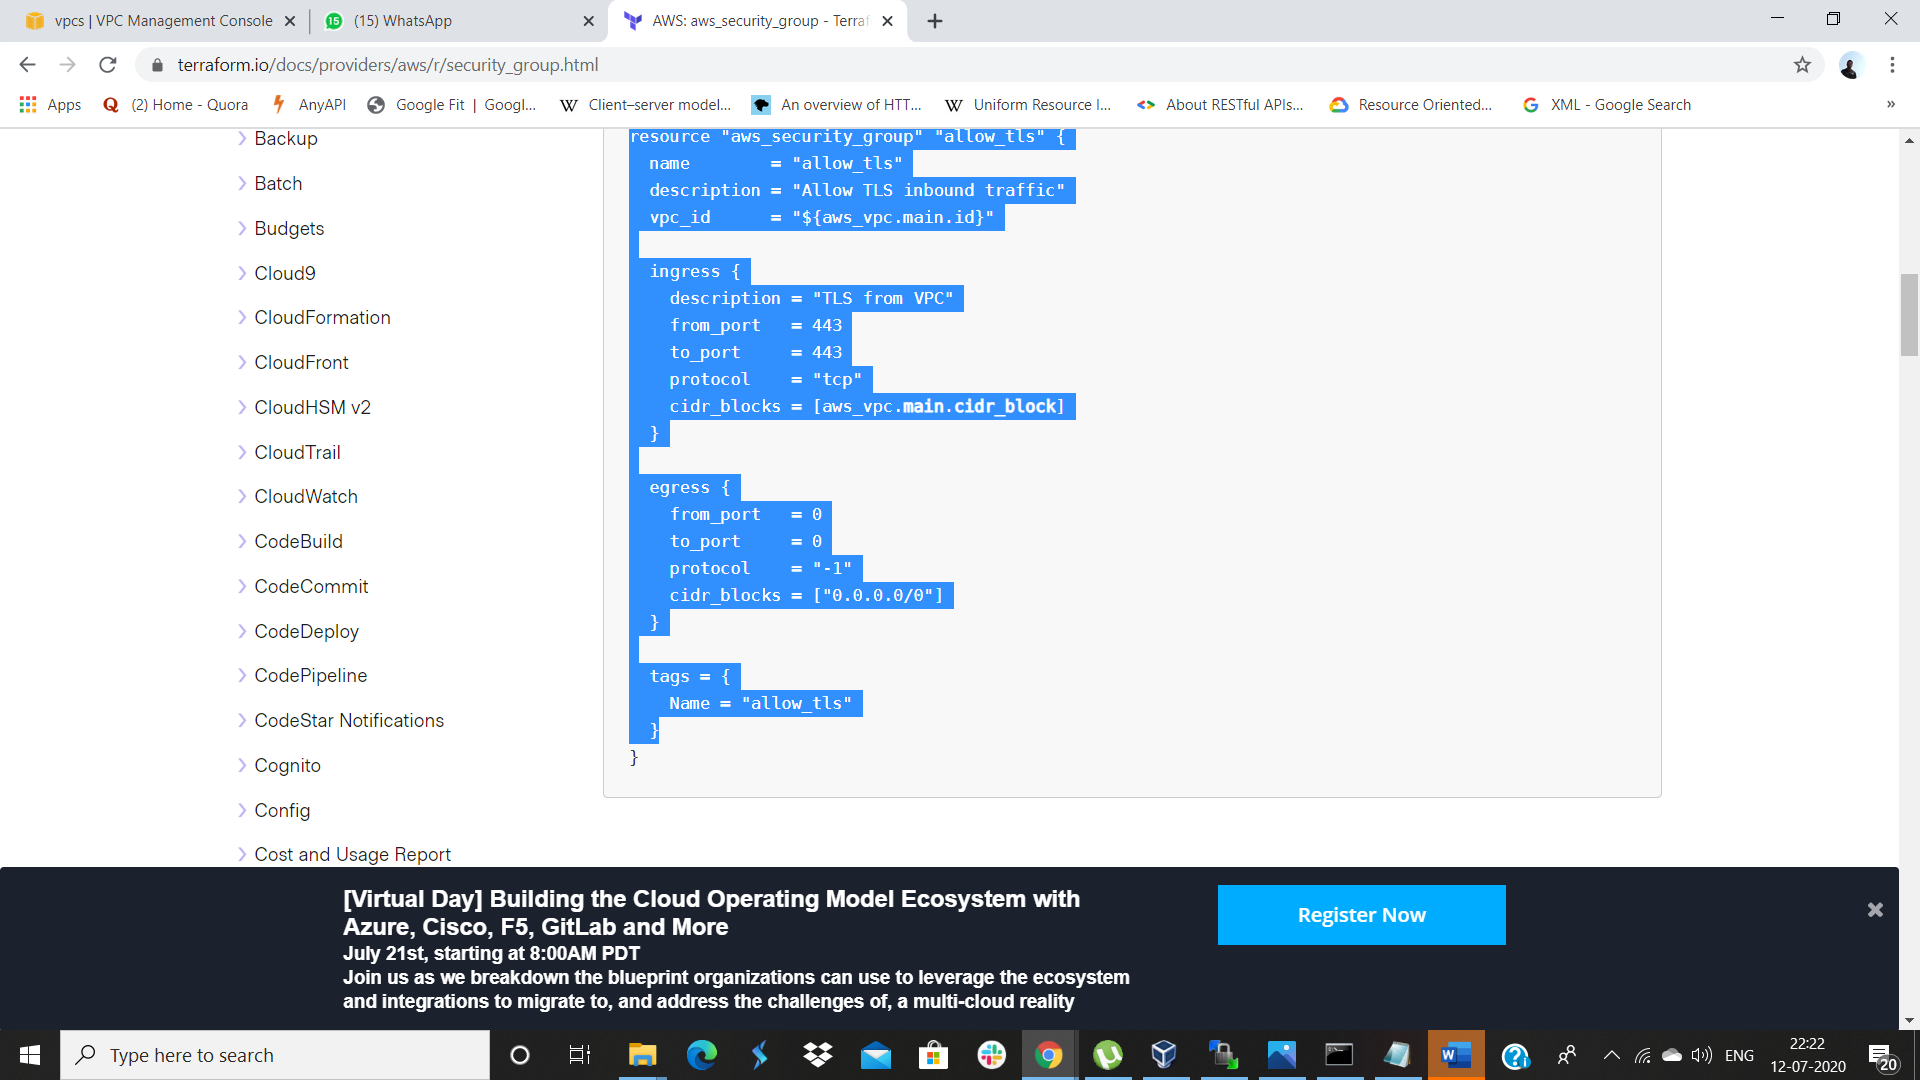 vpcs | VPC Management Console
(15) WhatsApp
AWS: aws_security_group - Terraf
terraform.io/docs/providers/aws/r/security_group.html
Apps
(2) Home - Quora
AnyAPI
Google Fit | Googl...
Client–server model...
An overview of HTT...
Uniform Resource I...
About RESTful APIs...
Resource Oriented...
XML - Google Search
»
Backup
Batch
Budgets
Cloud9
CloudFormation
CloudFront
CloudHSM v2
CloudTrail
CloudWatch
CodeBuild
CodeCommit
CodeDeploy
CodePipeline
CodeStar Notifications
Cognito
Config
Cost and Usage Report
resource "aws_security_group" "allow_tls" {
  name        = "allow_tls"
  description = "Allow TLS inbound traffic"
  vpc_id      = "${aws_vpc.main.id}"
  ingress {
    description = "TLS from VPC"
    from_port   = 443
    to_port     = 443
    protocol    = "tcp"
    cidr_blocks = [aws_vpc.main.cidr_block]
  }
  egress {
    from_port   = 0
    to_port     = 0
    protocol    = "-1"
    cidr_blocks = ["0.0.0.0/0"]
  }
  tags = {
    Name = "allow_tls"
  }
}
[Virtual Day] Building the Cloud Operating Model Ecosystem with
Azure, Cisco, F5, GitLab and More
July 21st, starting at 8:00AM PDT
Join us as we breakdown the blueprint organizations can use to leverage the ecosystem
and integrations to migrate to, and address the challenges of, a multi-cloud reality
Register Now
Type here to search
ENG
22:22
12-07-2020
20